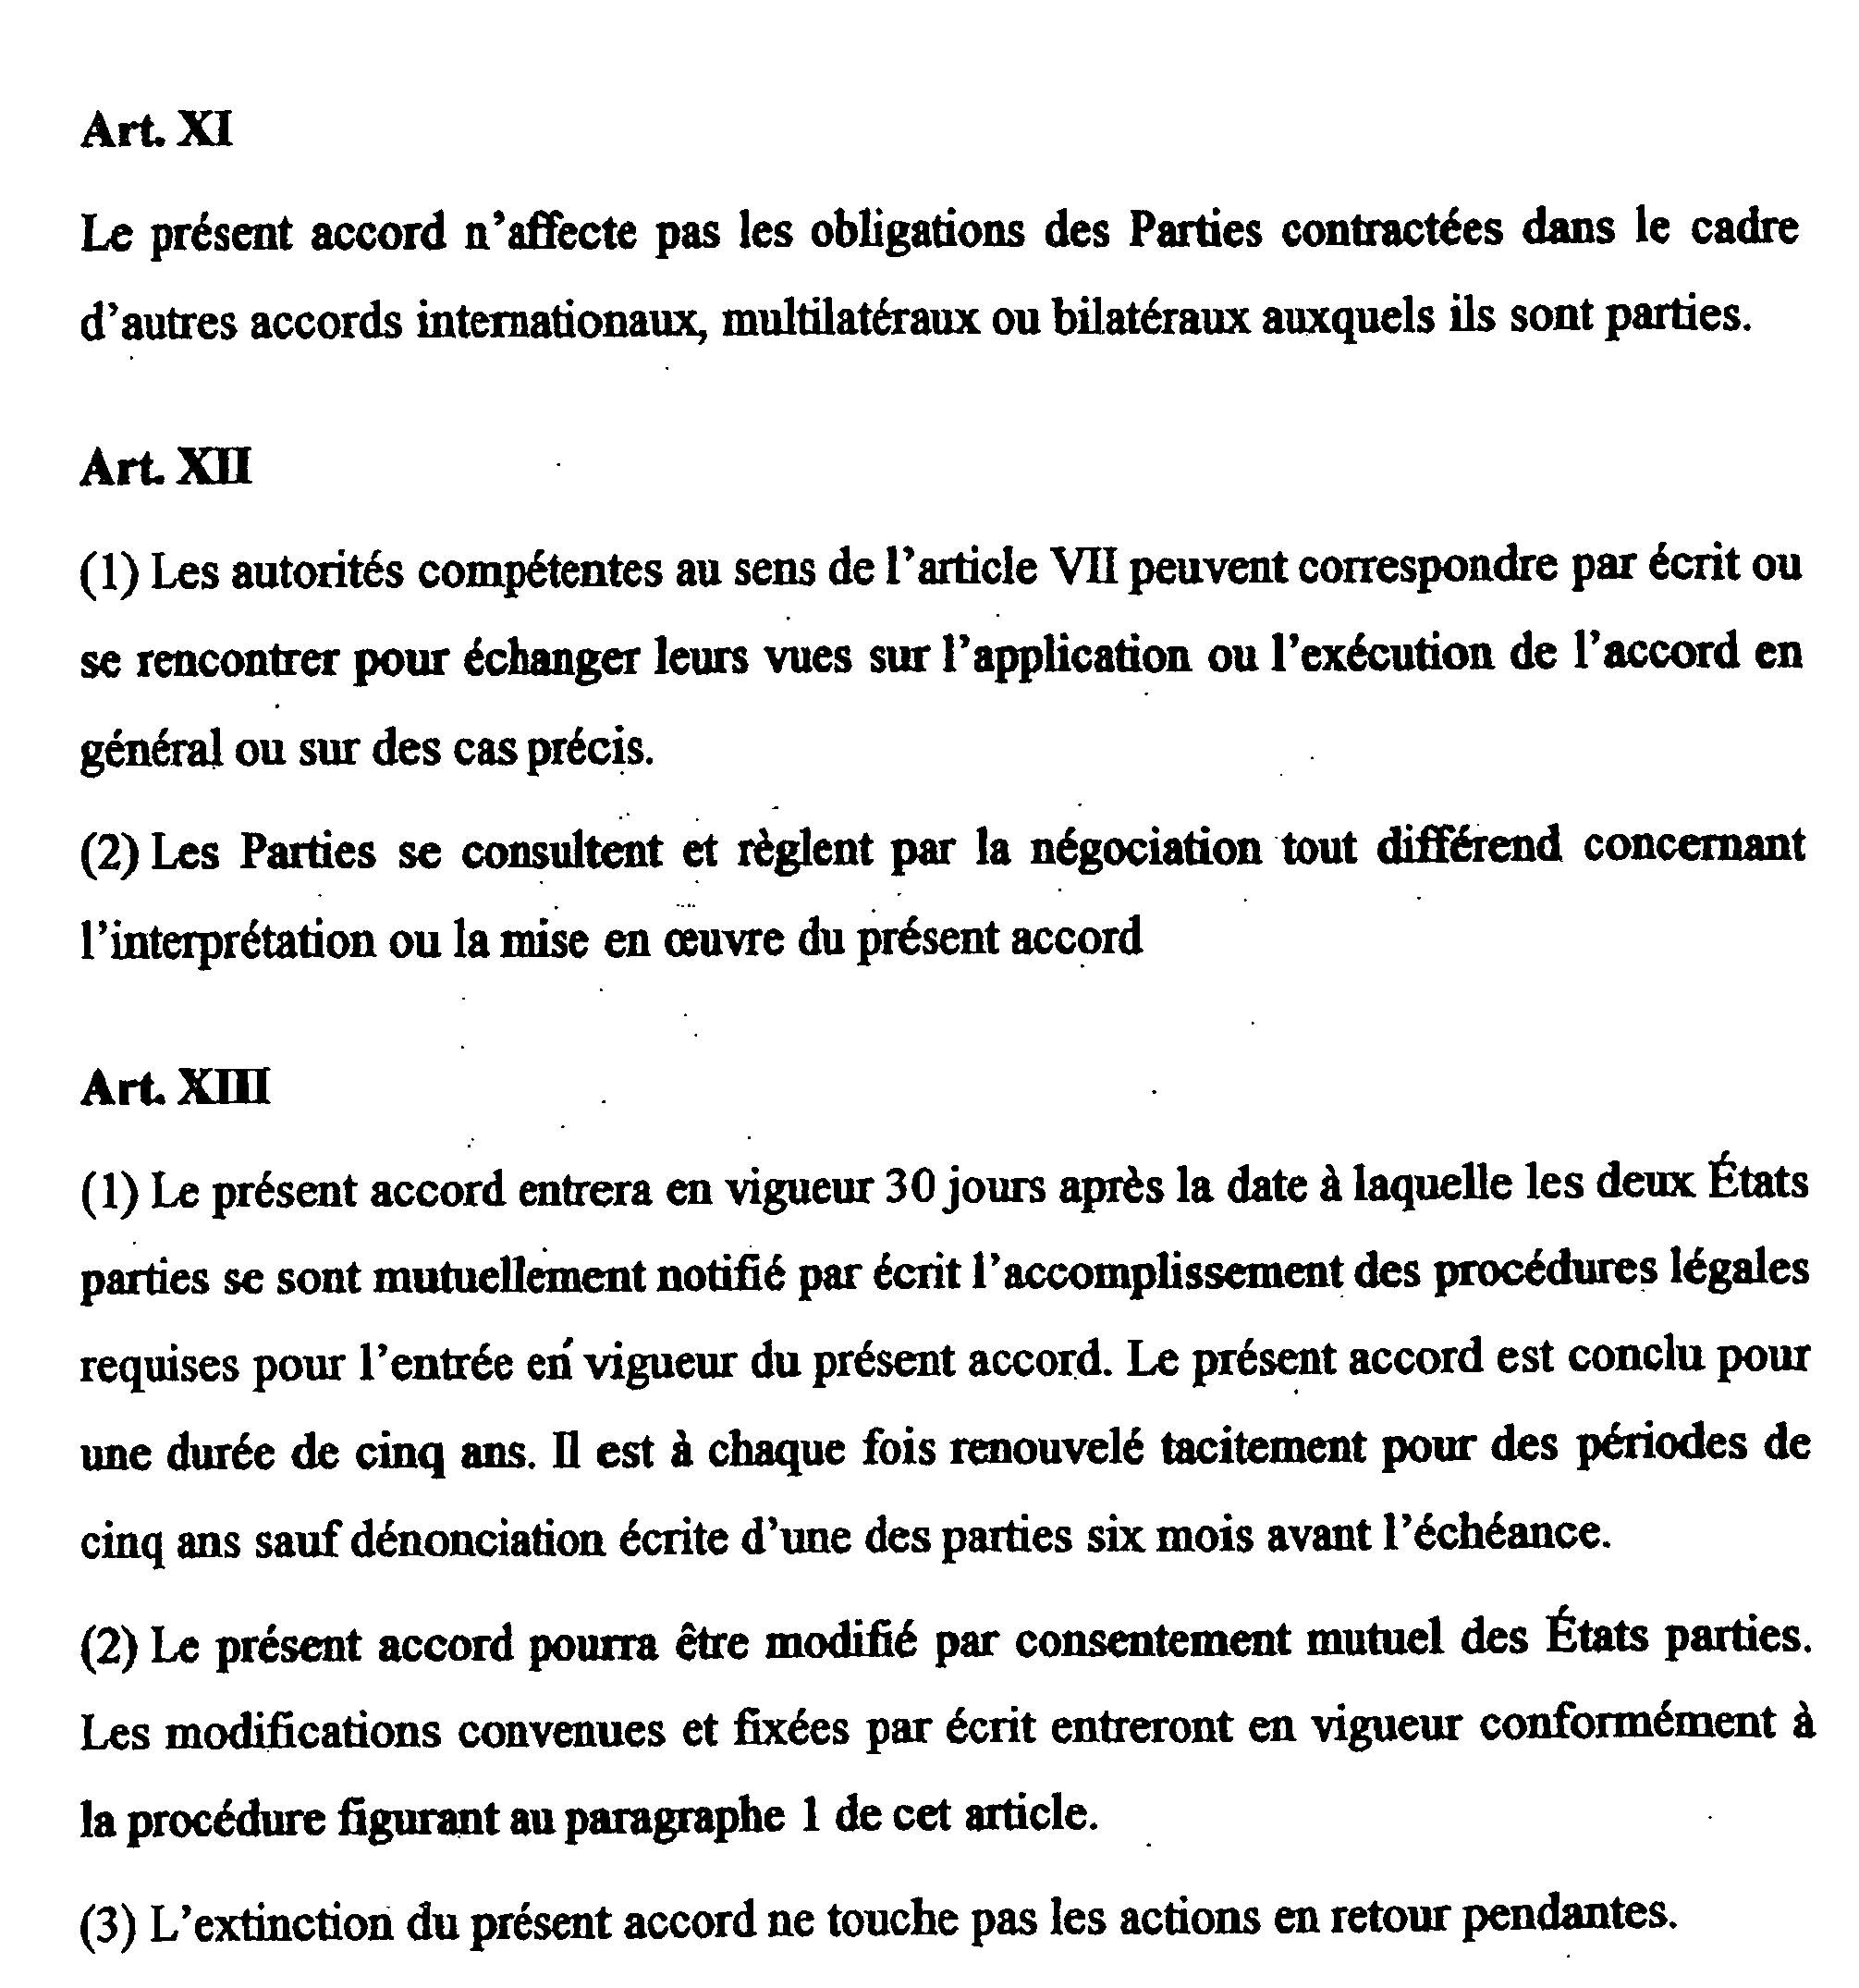 Art. XI
Le présent accord n’affecte pas les obligations des Parties contractées dans le cadre
d’autres accords internationaux, multilatéraux ou bilatéraux auxquels ils sont parties.
Art. XII
(1) Les autorités compétentes au sens de l’article VII peuvent correspondre par écrit ou
se rencontrer pour échanger leurs vues sur l’application ou l’exécution de l’accord en
général ou sur des cas précis.
(2) Les Parties se consultent et règlent par la négociation tout différend concernant
l’interprétation ou la mise en œuvre du présent accord
Art. XIII
(1) Le présent accord entrera en vigueur 30 jours après la date à laquelle les deux États
parties se sont mutuellement notifié par écrit l’accomplissement des procédures légales
requises pour l’entrée en vigueur du présent accord. Le présent accord est conclu pour
une durée de cinq ans. Il est à chaque fois renouvelé tacitement pour des périodes de
cinq ans sauf dénonciation écrite d’une des parties six mois avant l’échéance.
(2) Le présent accord pourra être modifié par consentement mutuel des États parties.
Les modifications convenues et fixées par écrit entreront en vigueur conformément à
la procédure figurant au paragraphe 1 de cet article.
(3) L’extinction du présent accord ne touche pas les actions en retour pendantes.